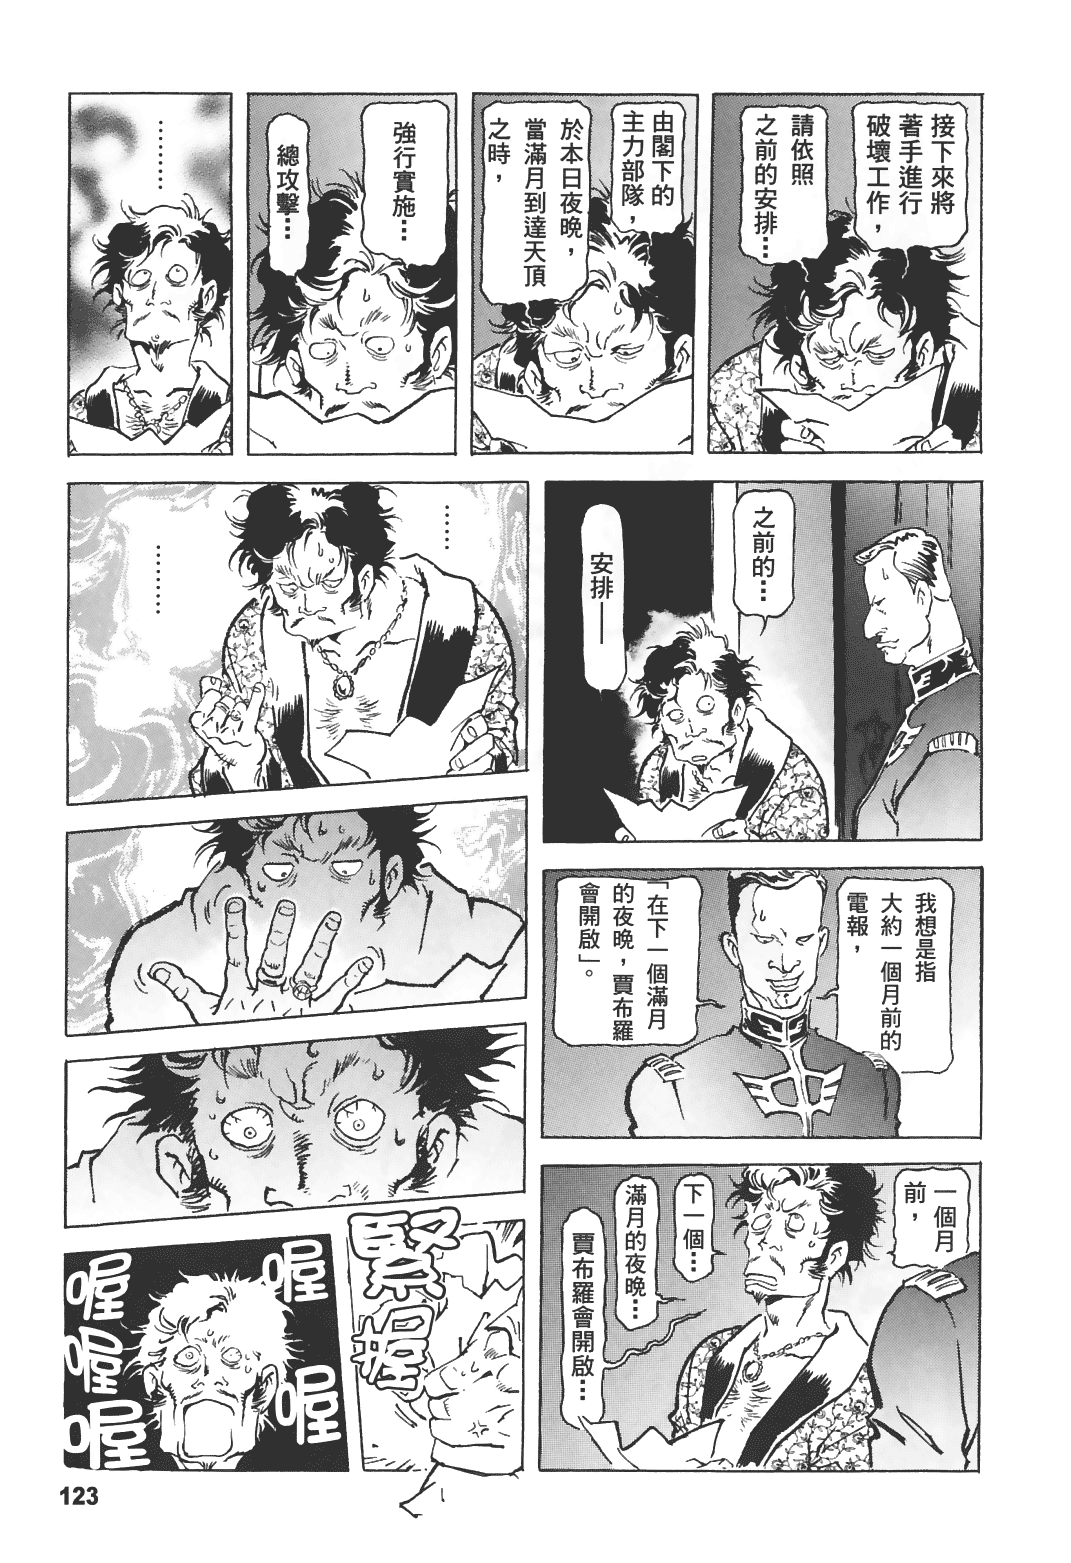 接下來將
著手進行
破壞工作，
請依照
之前的安排…
由閣下的
主力部隊，
於本日夜晚，
當滿月到達天頂
之時，
強行實施…
總攻擊…
………
之前的…
安排──
……
………
我想是指
大約一個月前的
電報，
「在下一個滿月
的夜晚，賈布羅
會開啟」。
一個月
前，
下一個…
滿月的夜晚…
賈布羅會開啟…
緊握
喔
喔
喔
喔
喔
123